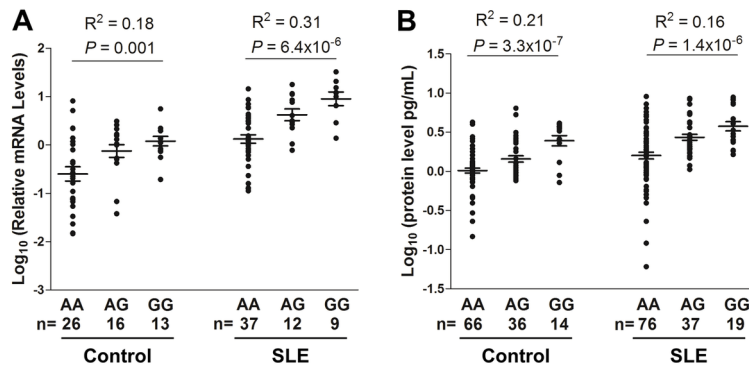 A
R² = 0.18
P = 0.001
R² = 0.31
P = 6.4x10⁻⁶
Log₁₀ (Relative mRNA Levels)
2
1
0
-1
-2
-3
AA AG GG AA AG GG
n= 26 16 13 n= 37 12 9
Control SLE
B
R² = 0.21
P = 3.3x10⁻⁷
R² = 0.16
P = 1.4x10⁻⁶
Log₁₀ (protein level pg/mL)
1.5
1.0
0.5
0.0
-0.5
-1.0
-1.5
AA AG GG AA AG GG
n= 66 36 14 n= 76 37 19
Control SLE